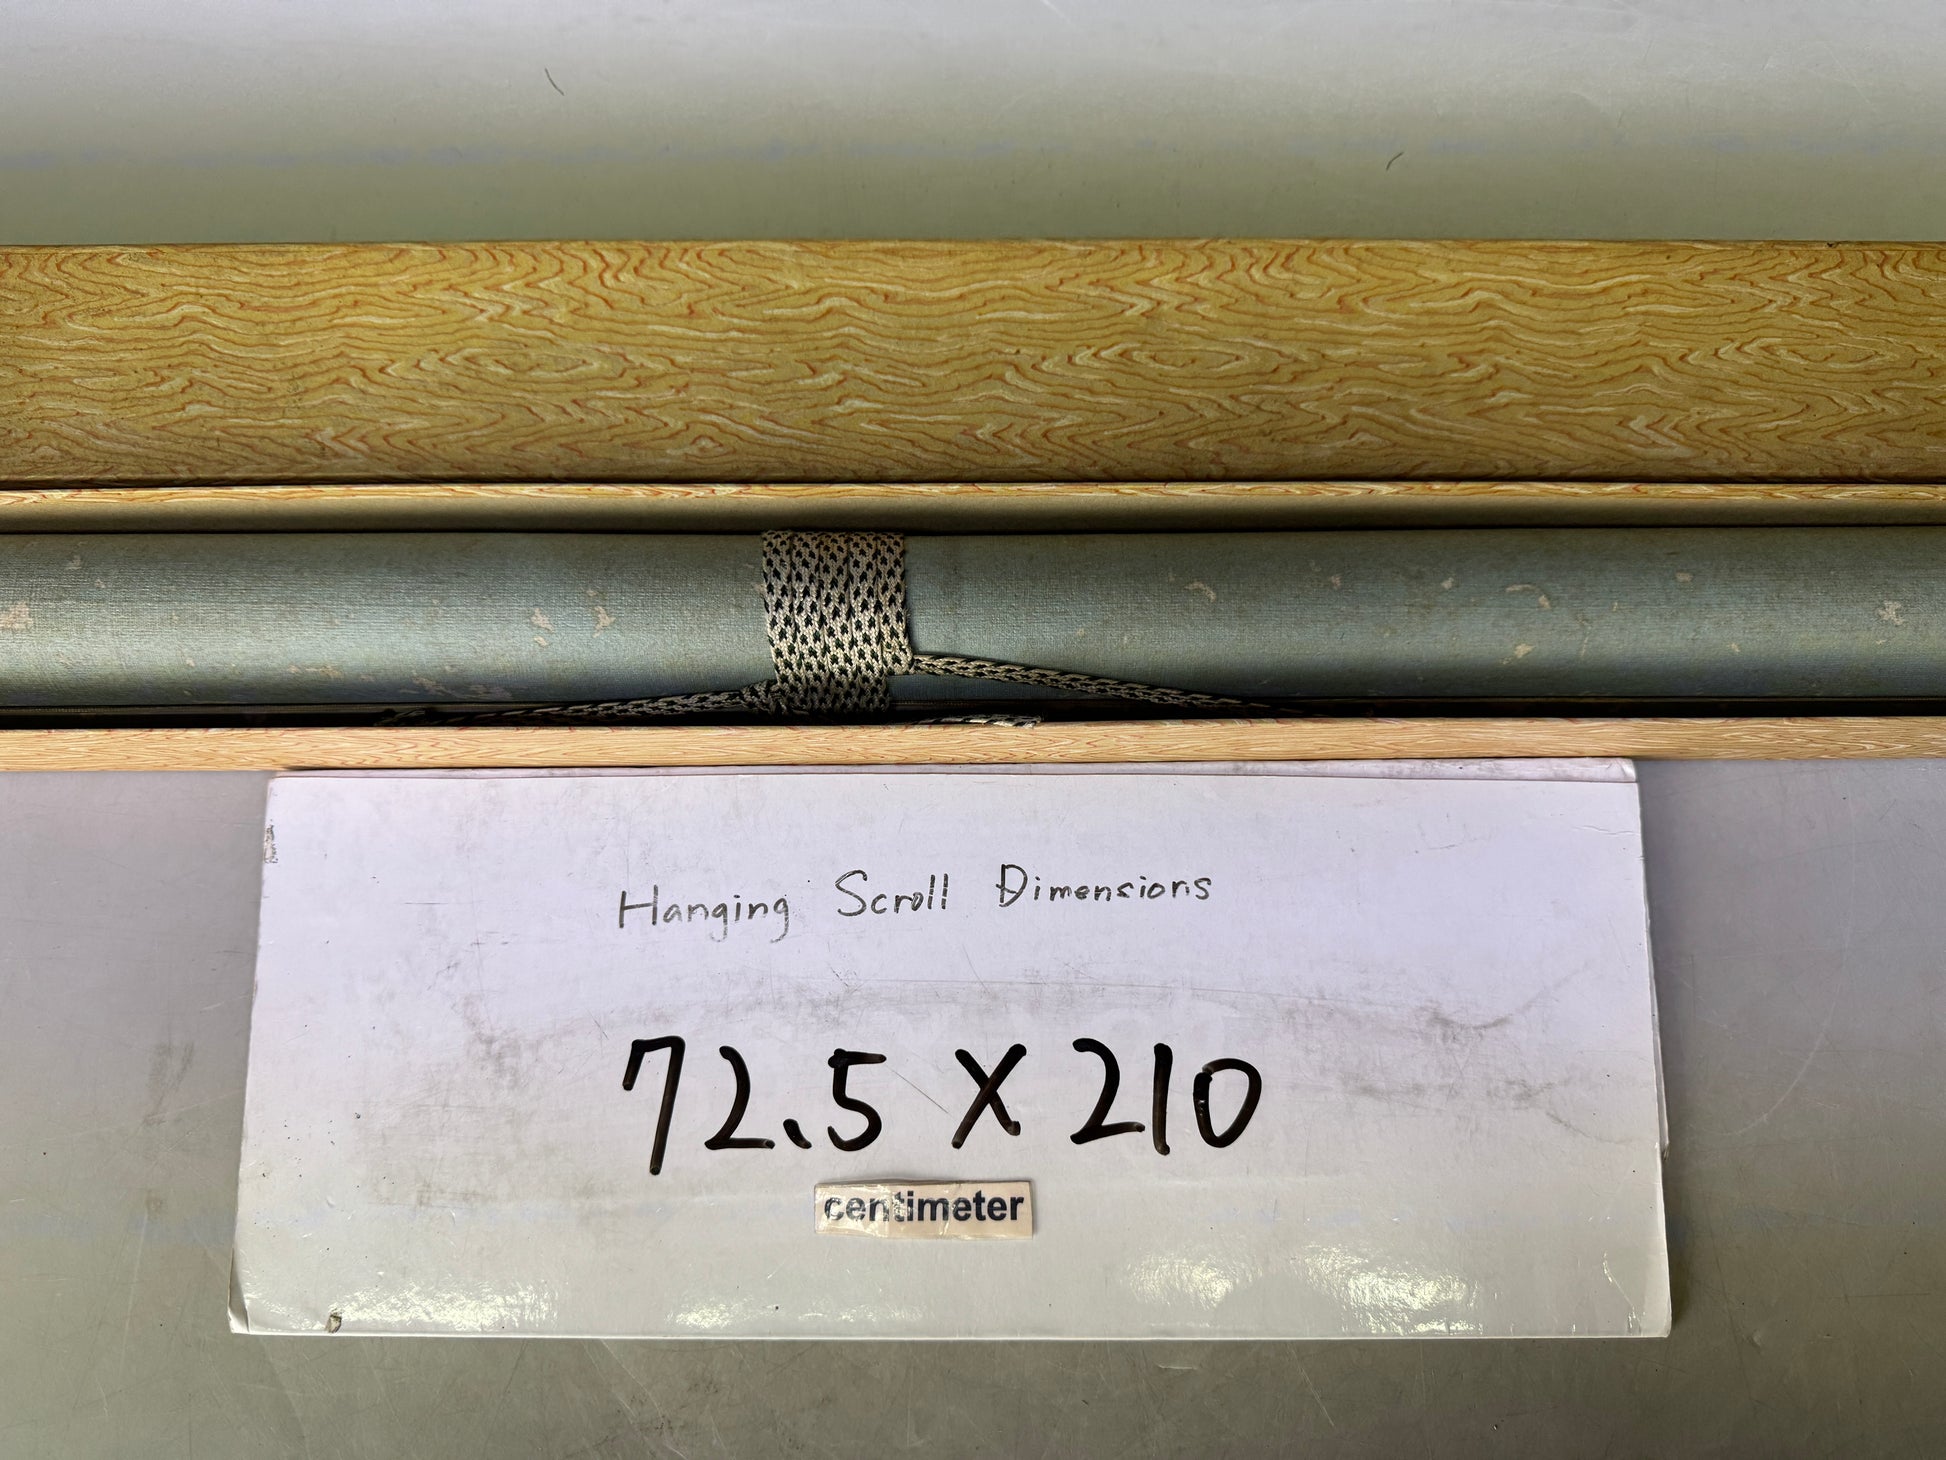 Hanging Scroll Dimensions
72.5 X 210
centimeter